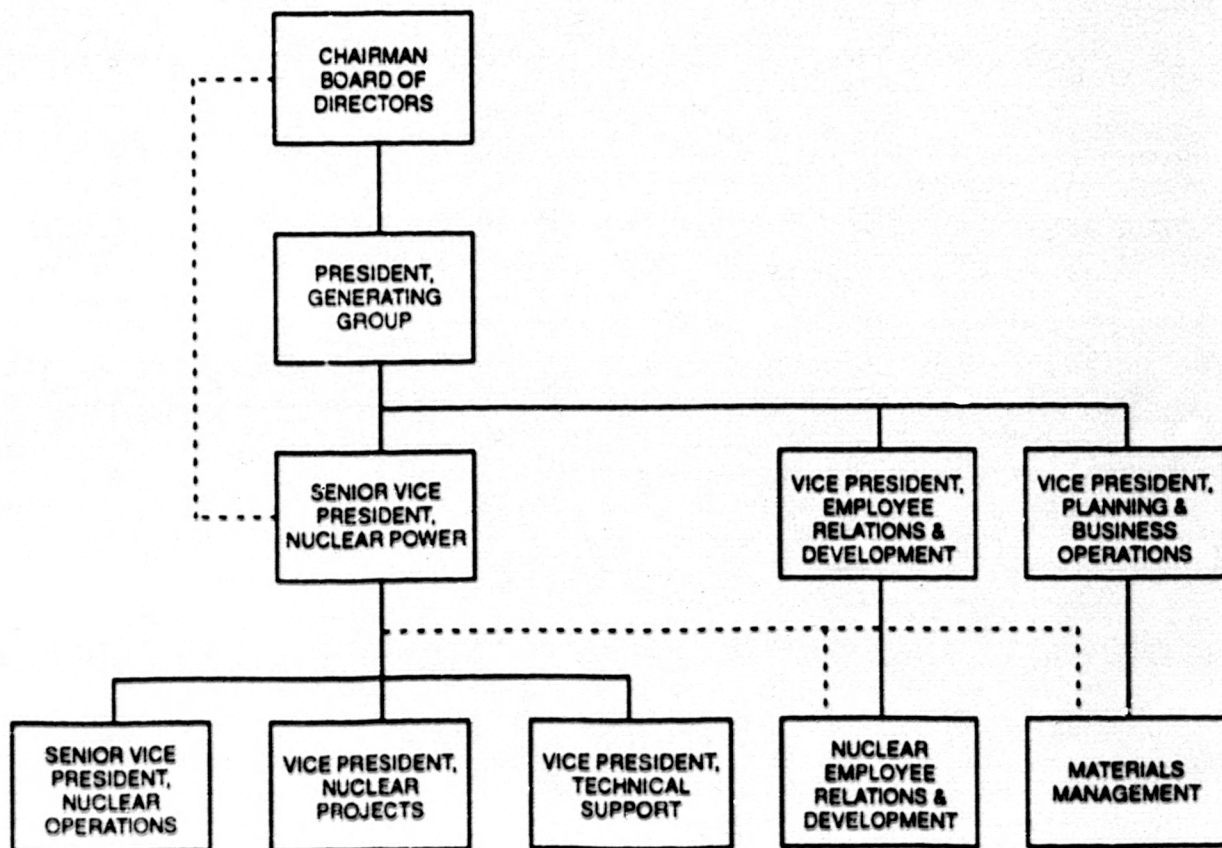 CHAIRMAN
BOARD OF
DIRECTORS
PRESIDENT,
GENERATING
GROUP
SENIOR VICE
PRESIDENT,
NUCLEAR POWER
VICE PRESIDENT,
EMPLOYEE
RELATIONS &
DEVELOPMENT
VICE PRESIDENT,
PLANNING &
BUSINESS
OPERATIONS
SENIOR VICE
PRESIDENT,
NUCLEAR
OPERATIONS
VICE PRESIDENT,
NUCLEAR
PROJECTS
VICE PRESIDENT,
TECHNICAL
SUPPORT
NUCLEAR
EMPLOYEE
RELATIONS &
DEVELOPMENT
MATERIALS
MANAGEMENT